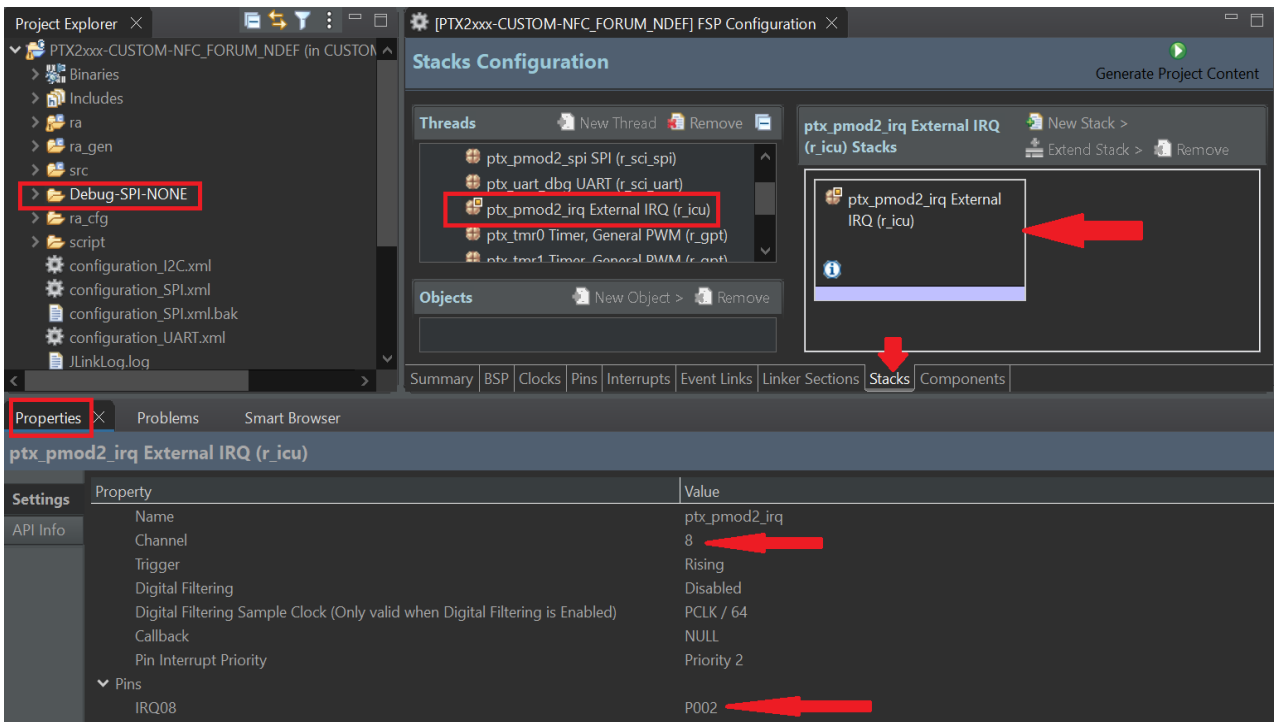 Project Explorer
[PTX2xxx-CUSTOM-NFC_FORUM_NDEF] FSP Configuration
PTX2xxx-CUSTOM-NFC_FORUM_NDEF (in CUSTOM
Binaries
Includes
ra
ra_gen
src
Debug-SPI-NONE
ra_cfg
script
configuration_I2C.xml
configuration_SPI.xml
configuration_SPI.xml.bak
configuration_UART.xml
JLinkLog.log
Stacks Configuration
Generate Project Content
Threads
New Thread
Remove
ptx_pmod2_spi SPI (r_sci_spi)
ptx_uart_dbg UART (r_sci_uart)
ptx_pmod2_irq External IRQ (r_icu)
ptx_tmr0 Timer, General PWM (r_gpt)
ptx_tmr1 Timer, General PWM (r_gpt)
Objects
New Object >
Remove
ptx_pmod2_irq External IRQ
(r_icu) Stacks
New Stack >
Extend Stack >
Remove
ptx_pmod2_irq External
IRQ (r_icu)
Summary
BSP
Clocks
Pins
Interrupts
Event Links
Linker Sections
Stacks
Components
Properties
Problems
Smart Browser
ptx_pmod2_irq External IRQ (r_icu)
Settings
API Info
Property Value
Name ptx_pmod2_irq
Channel 8
Trigger Rising
Digital Filtering Disabled
Digital Filtering Sample Clock (Only valid when Digital Filtering is Enabled) PCLK / 64
Callback NULL
Pin Interrupt Priority Priority 2
Pins
IRQ08 P002